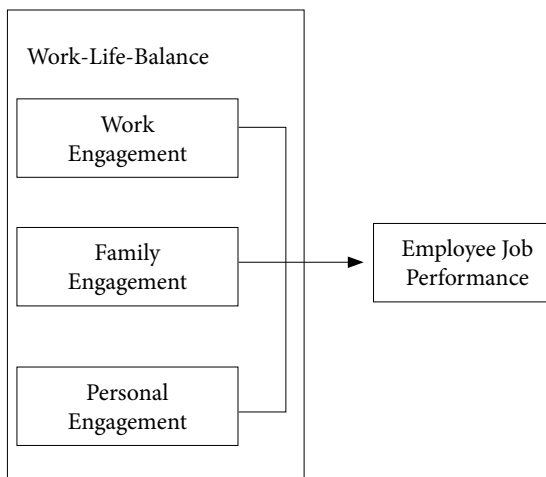 Work-Life-Balance
Work
Engagement
Family
Engagement
Employee Job
Performance
Personal
Engagement